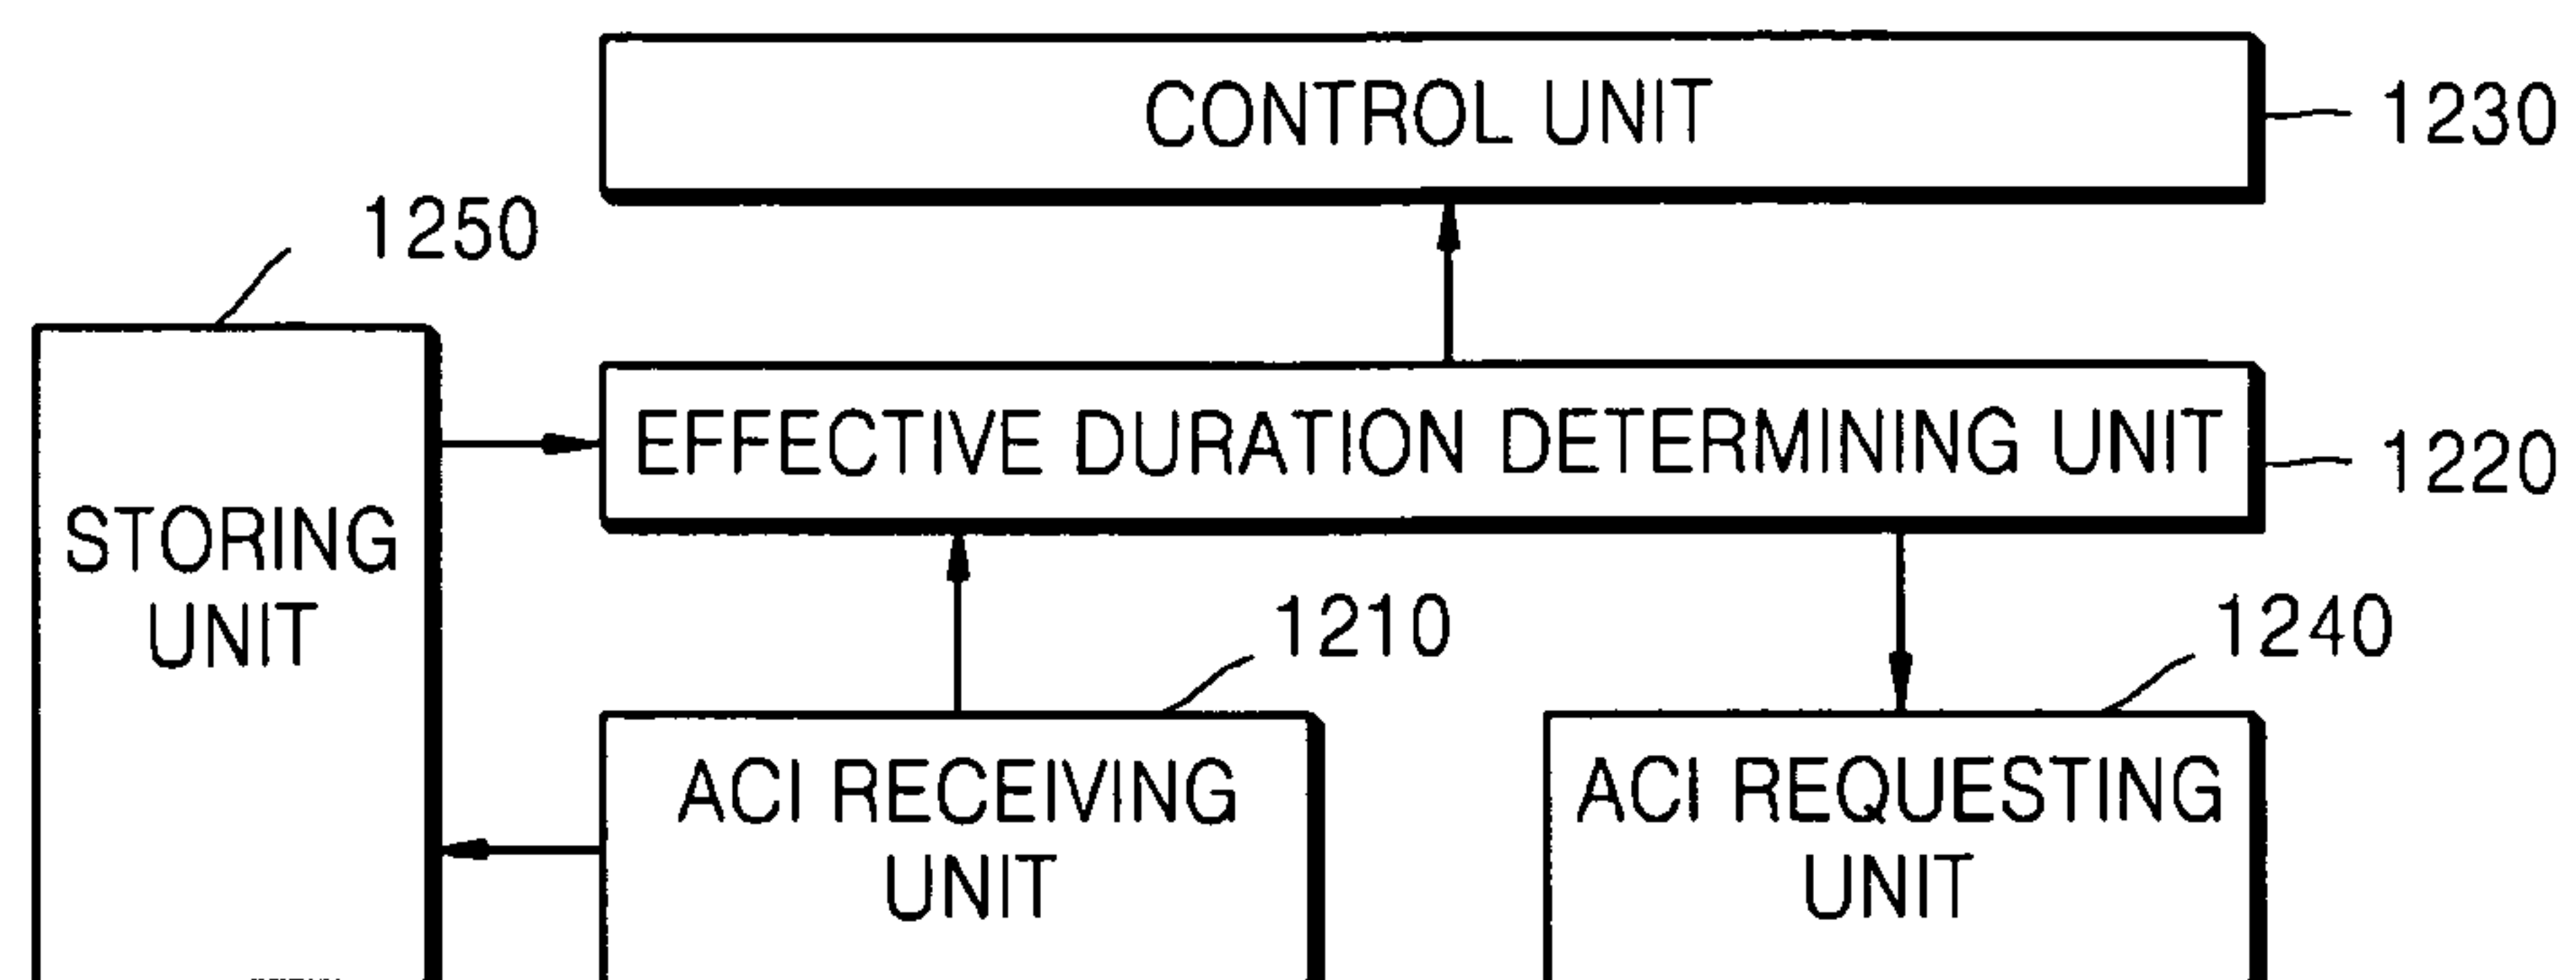 CONTROL UNIT
1230
1250
EFFECTIVE DURATION DETERMINING UNIT
1220
STORING
UNIT
1210
1240
ACI RECEIVING
UNIT
ACI REQUESTING
UNIT